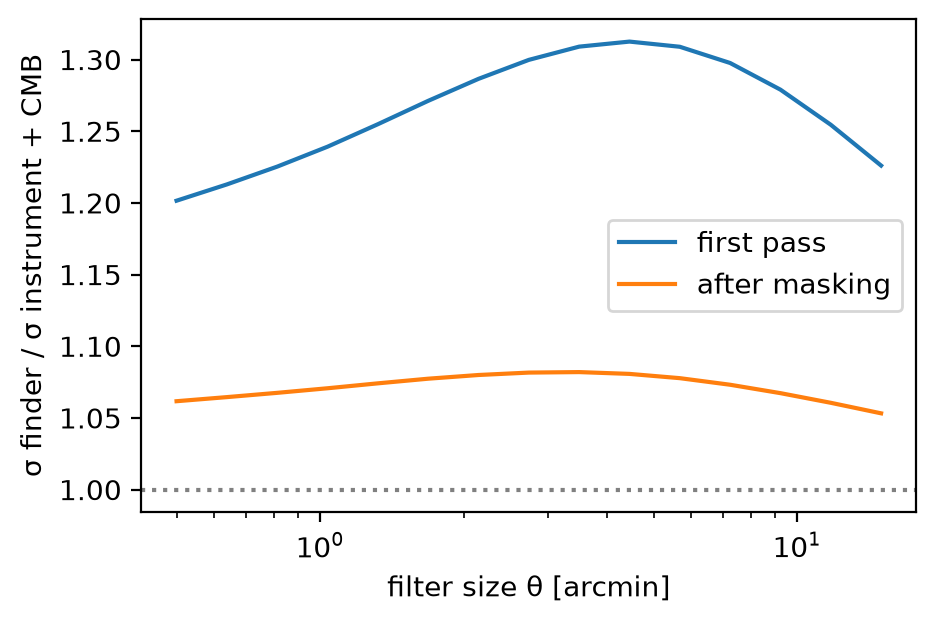 σ finder / σ instrument + CMB
1.30
1.25
1.20
1.15
1.10
1.05
1.00
first pass
after masking
10⁰
10¹
filter size θ [arcmin]